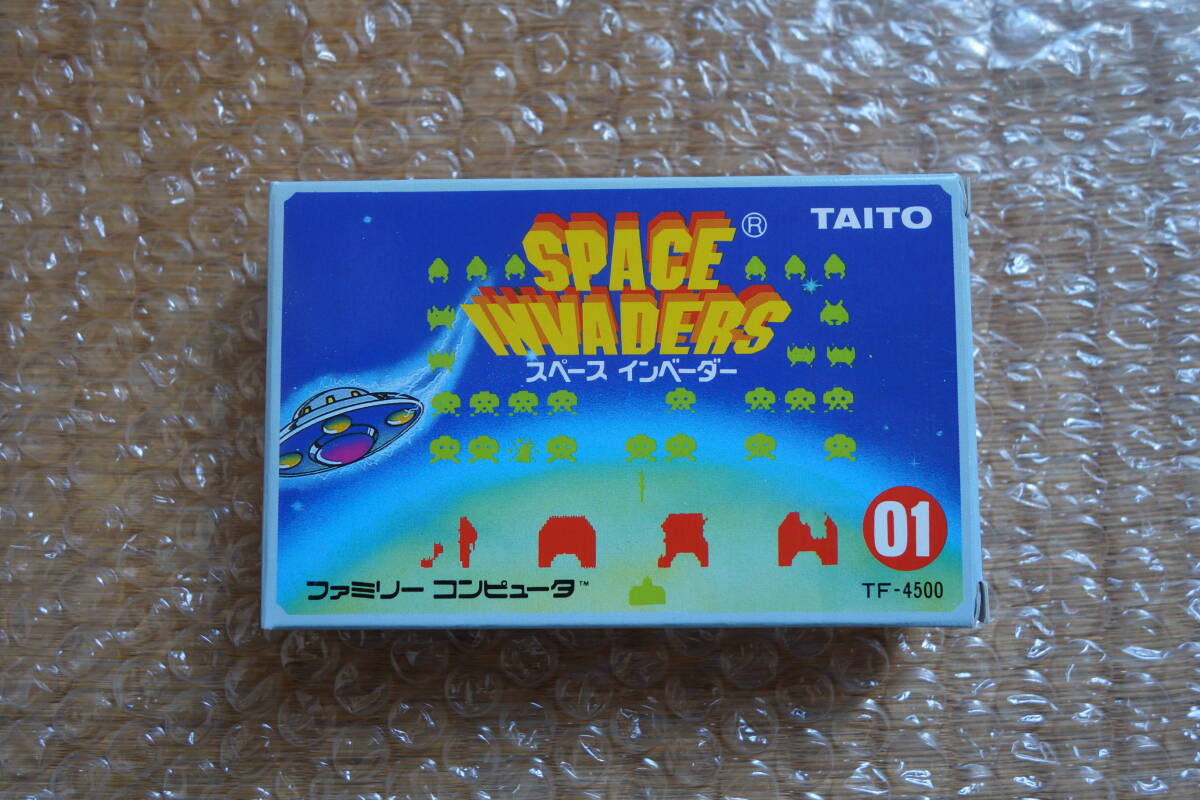 TAITO
SPACE®
INVADERS
スペース インベーダー
01
ファミリー コンピュータ™
TF-4500